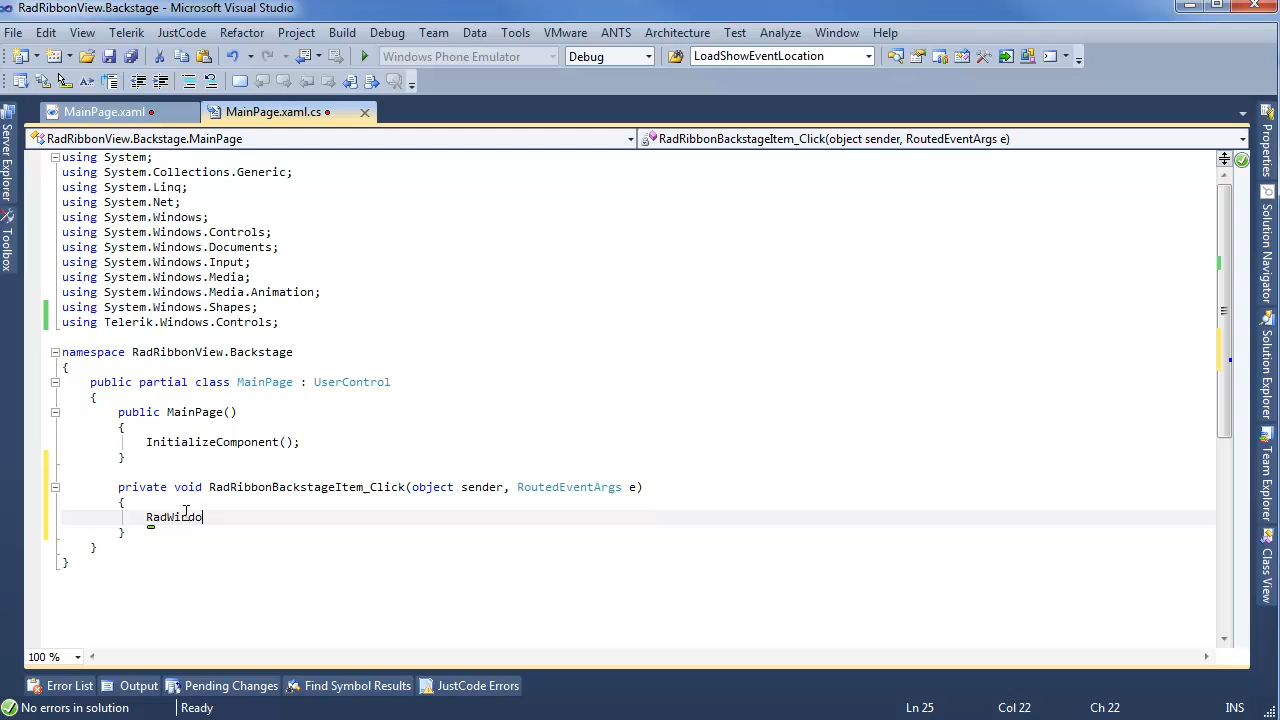 RadRibbonView.Backstage - Microsoft Visual Studio
File Edit View Telerik JustCode Refactor Project Build Debug Team Data Tools VMware ANTS Architecture Test Analyze Window Help
Windows Phone Emulator Debug LoadShowEventLocation
MainPage.xaml MainPage.xaml.cs
RadRibbonView.Backstage.MainPage RadRibbonBackstageItem_Click(object sender, RoutedEventArgs e)
using System;
using System.Collections.Generic;
using System.Linq;
using System.Net;
using System.Windows;
using System.Windows.Controls;
using System.Windows.Documents;
using System.Windows.Input;
using System.Windows.Media;
using System.Windows.Media.Animation;
using System.Windows.Shapes;
using Telerik.Windows.Controls;
namespace RadRibbonView.Backstage
{
public partial class MainPage : UserControl
{
public MainPage()
{
InitializeComponent();
}
private void RadRibbonBackstageItem_Click(object sender, RoutedEventArgs e)
{
RadWindo
}
}
}
100 %
Server Explorer
Toolbox
Properties
Solution Navigator
Solution Explorer
Team Explorer
Class View
Error List Output Pending Changes Find Symbol Results JustCode Errors
No errors in solution Ready Ln 25 Col 22 Ch 22 INS